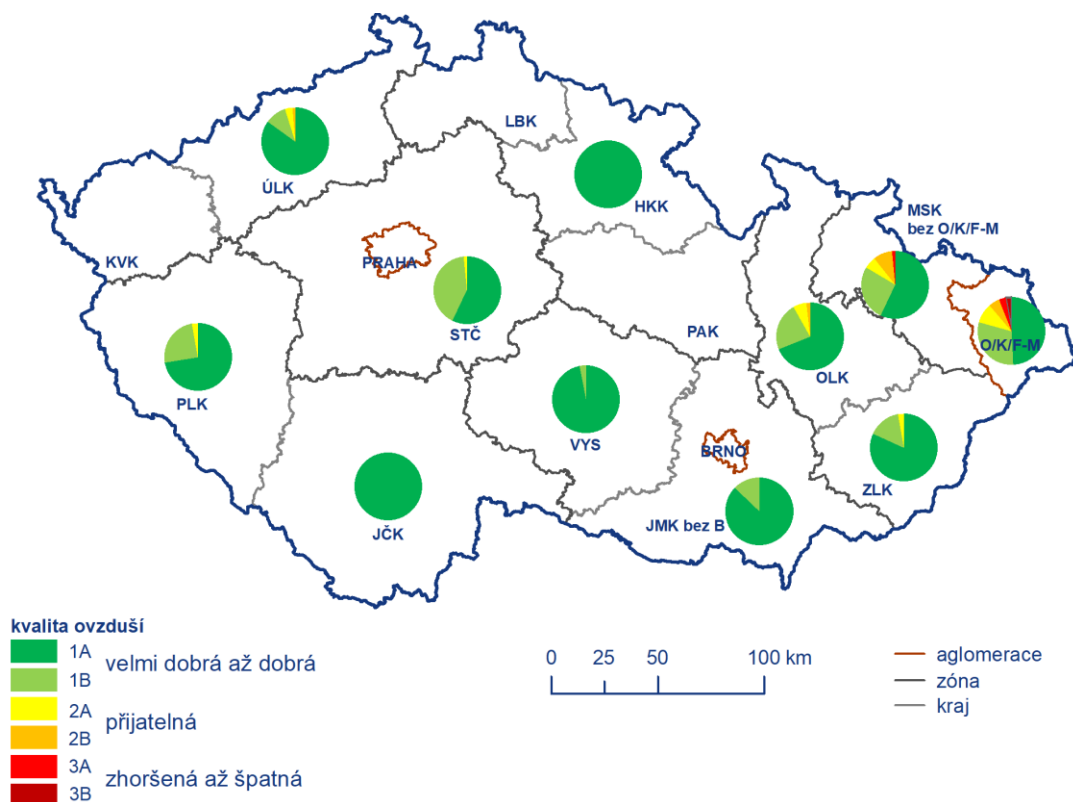 LBK
ÚLK
HKK
MSK
bez O/K/F-M
PRAHA
KVK
STČ
PAK
O/K/F-M
OLK
PLK
VYS
BRNO
ZLK
JČK
JMK bez B
kvalita ovzduší
1A
velmi dobrá až dobrá
1B
2A
přijatelná
2B
3A
zhoršená až špatná
3B
0 25 50 100 km
aglomerace
zóna
kraj